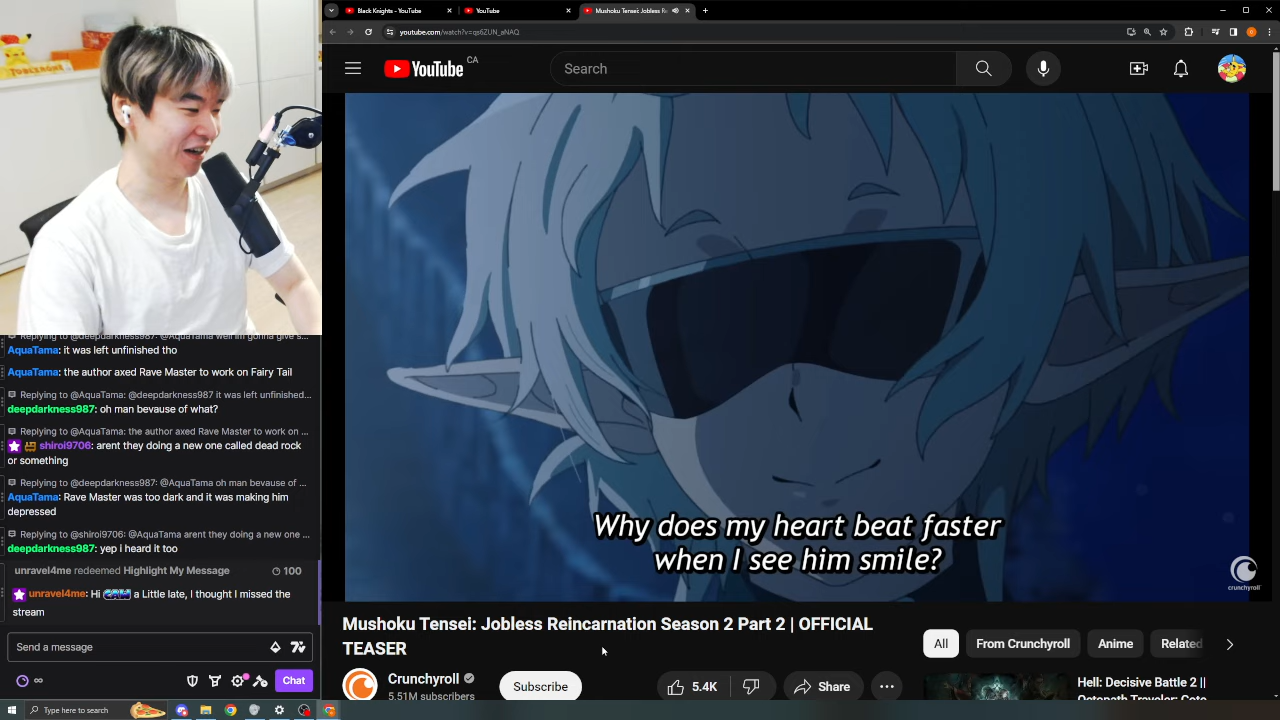 Black Knights - YouTube
YouTube
Mushoku Tensei: Jobless Re
youtube.com/watch?v=qs6ZUN_aNAQ
YouTube CA
Search
Why does my heart beat faster
when I see him smile?
crunchyroll
TOBLERONE
Replying to @deepdarkness987: @AquaTama well im gonna give s...
AquaTama: it was left unfinished tho
AquaTama: the author axed Rave Master to work on Fairy Tail
Replying to @AquaTama: @deepdarkness987 it was left unfinished...
deepdarkness987: oh man bevause of what?
Replying to @AquaTama: the author axed Rave Master to work on ...
shiroi9706: arent they doing a new one called dead rock
or something
Replying to @deepdarkness987: @AquaTama oh man bevause of ...
AquaTama: Rave Master was too dark and it was making him
depressed
Replying to @shiroi9706: @AquaTama arent they doing a new one ...
deepdarkness987: yep i heard it too
unravel4me redeemed Highlight My Message 100
unravel4me: Hi a Little late, I thought I missed the
stream
Send a message
∞
Chat
Mushoku Tensei: Jobless Reincarnation Season 2 Part 2 | OFFICIAL
TEASER
Crunchyroll
5.51M subscribers
Subscribe
5.4K
Share
All
From Crunchyroll
Anime
Related
Hell: Decisive Battle 2 ||
Octopath Traveler: Cote
Type here to search